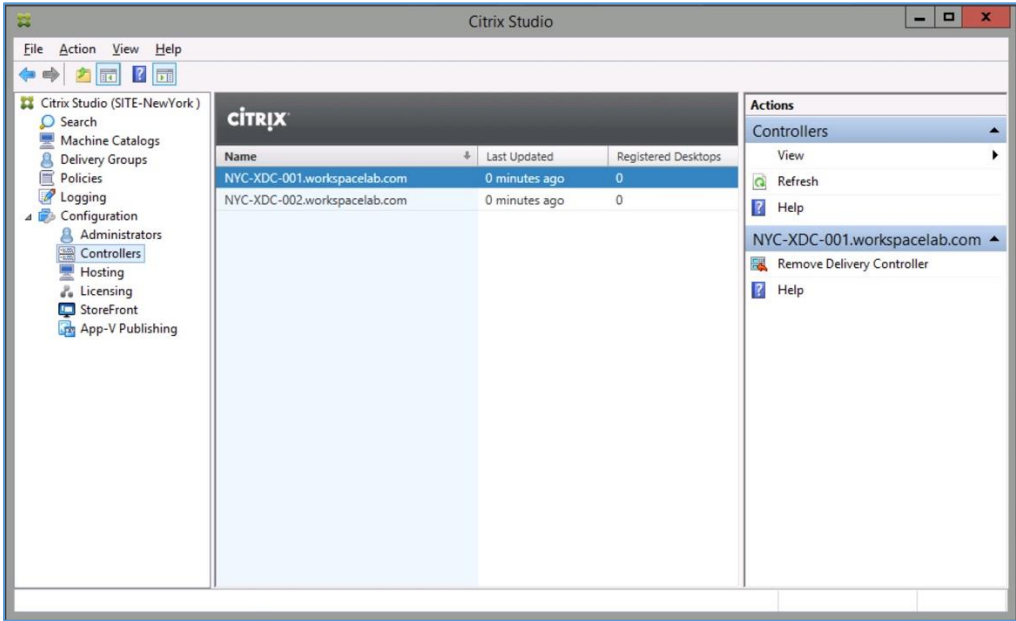 Citrix Studio
File Action View Help
Citrix Studio (SITE-NewYork )
Search
Machine Catalogs
Delivery Groups
Policies
Logging
Configuration
Administrators
Controllers
Hosting
Licensing
StoreFront
App-V Publishing
CİTRIX
Name Last Updated Registered Desktops
NYC-XDC-001.workspacelab.com 0 minutes ago 0
NYC-XDC-002.workspacelab.com 0 minutes ago 0
Actions
Controllers
View
Refresh
Help
NYC-XDC-001.workspacelab.com
Remove Delivery Controller
Help